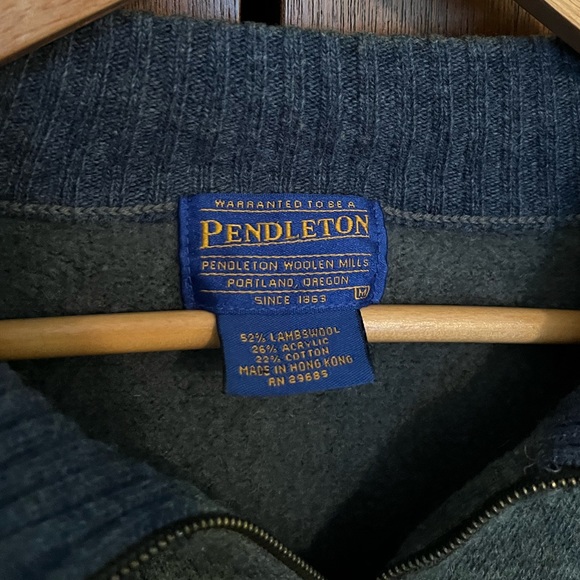 WARRANTED TO BE A
PENDLETON
PENDLETON WOOLEN MILLS
PORTLAND, OREGON
SINCE 1863
M
52% LAMBSWOOL
26% ACRYLIC
22% COTTON
MADE IN HONG KONG
RN 29685